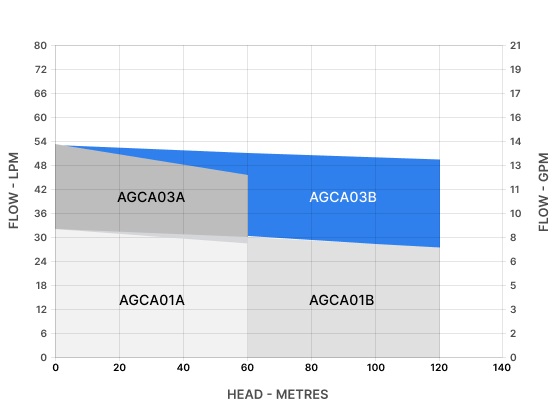 80 21
72 19
66 17
60 16
54 14
48 13
42 11
36 10
30 8
24 6
18 5
12 3
6 2
0 0
FLOW - LPM
FLOW - GPM
AGCA03A AGCA03B
AGCA01A AGCA01B
0 20 40 60 80 100 120 140
HEAD - METRES